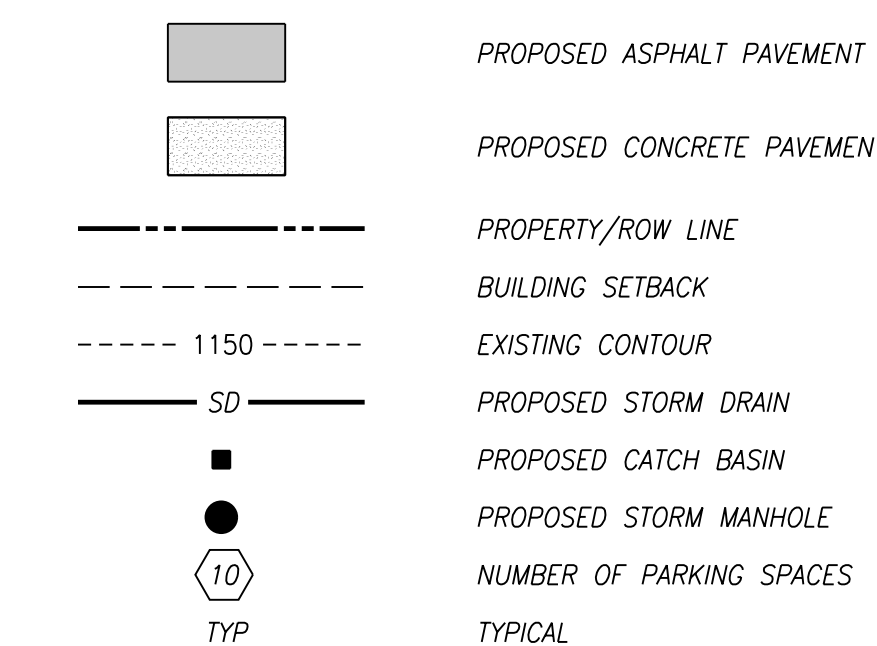 PROPOSED ASPHALT PAVEMENT
PROPOSED CONCRETE PAVEMEN
PROPERTY/ROW LINE
BUILDING SETBACK
1150 EXISTING CONTOUR
SD PROPOSED STORM DRAIN
PROPOSED CATCH BASIN
PROPOSED STORM MANHOLE
10 NUMBER OF PARKING SPACES
TYP TYPICAL